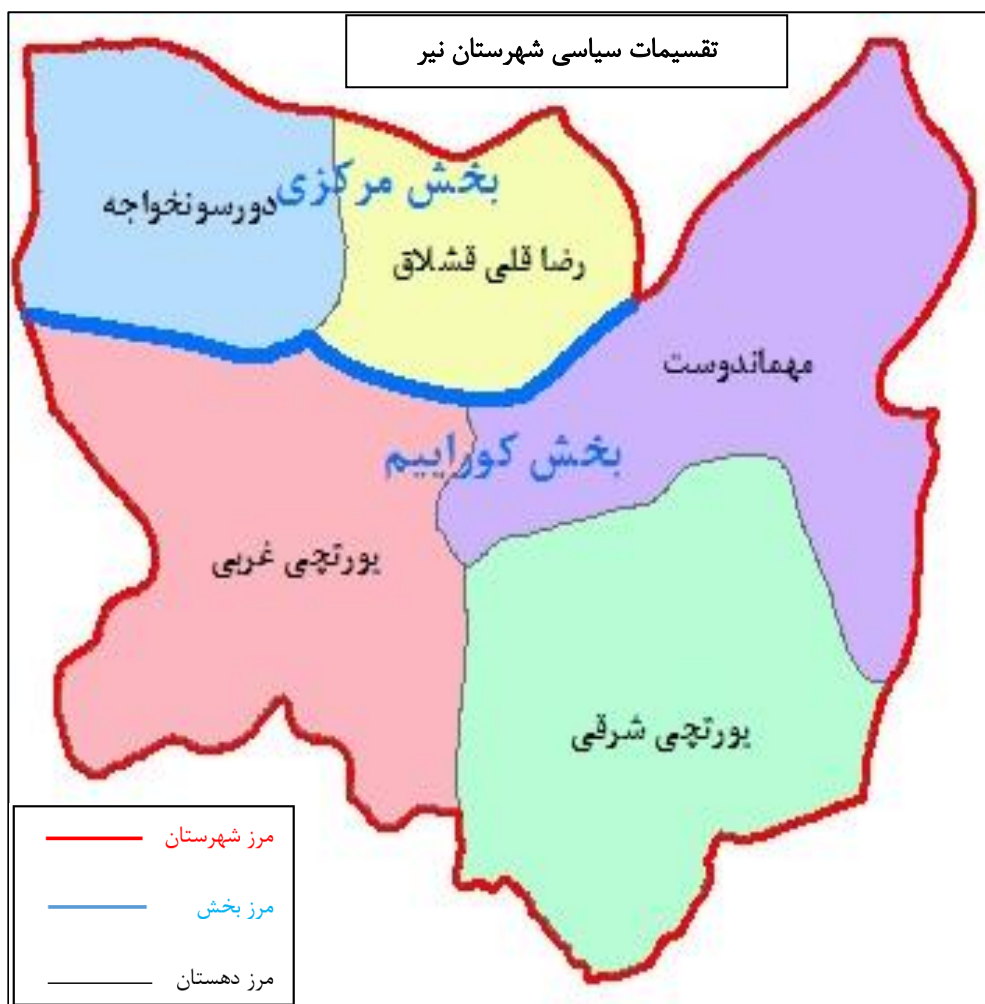 تقسیمات سیاسی شهرستان نیر
بخش مرکزی
دورسونخواجه
رضا قلی قشلاق
مهماندوست
بخش کوراییم
یورتچی غربی
یورتچی شرقی
مرز شهرستان
مرز بخش
مرز دهستان